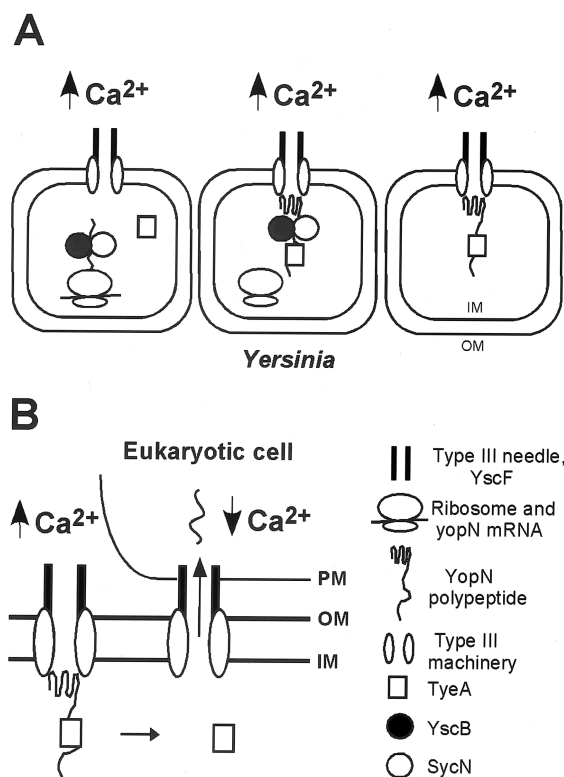 A
Ca2+ Ca2+ Ca2+
IM
OM
Yersinia
B
Eukaryotic cell
Ca2+ Ca2+
PM
OM
IM
Type III needle,
YscF
Ribosome and
yopN mRNA
YopN
polypeptide
Type III
machinery
TyeA
YscB
SycN